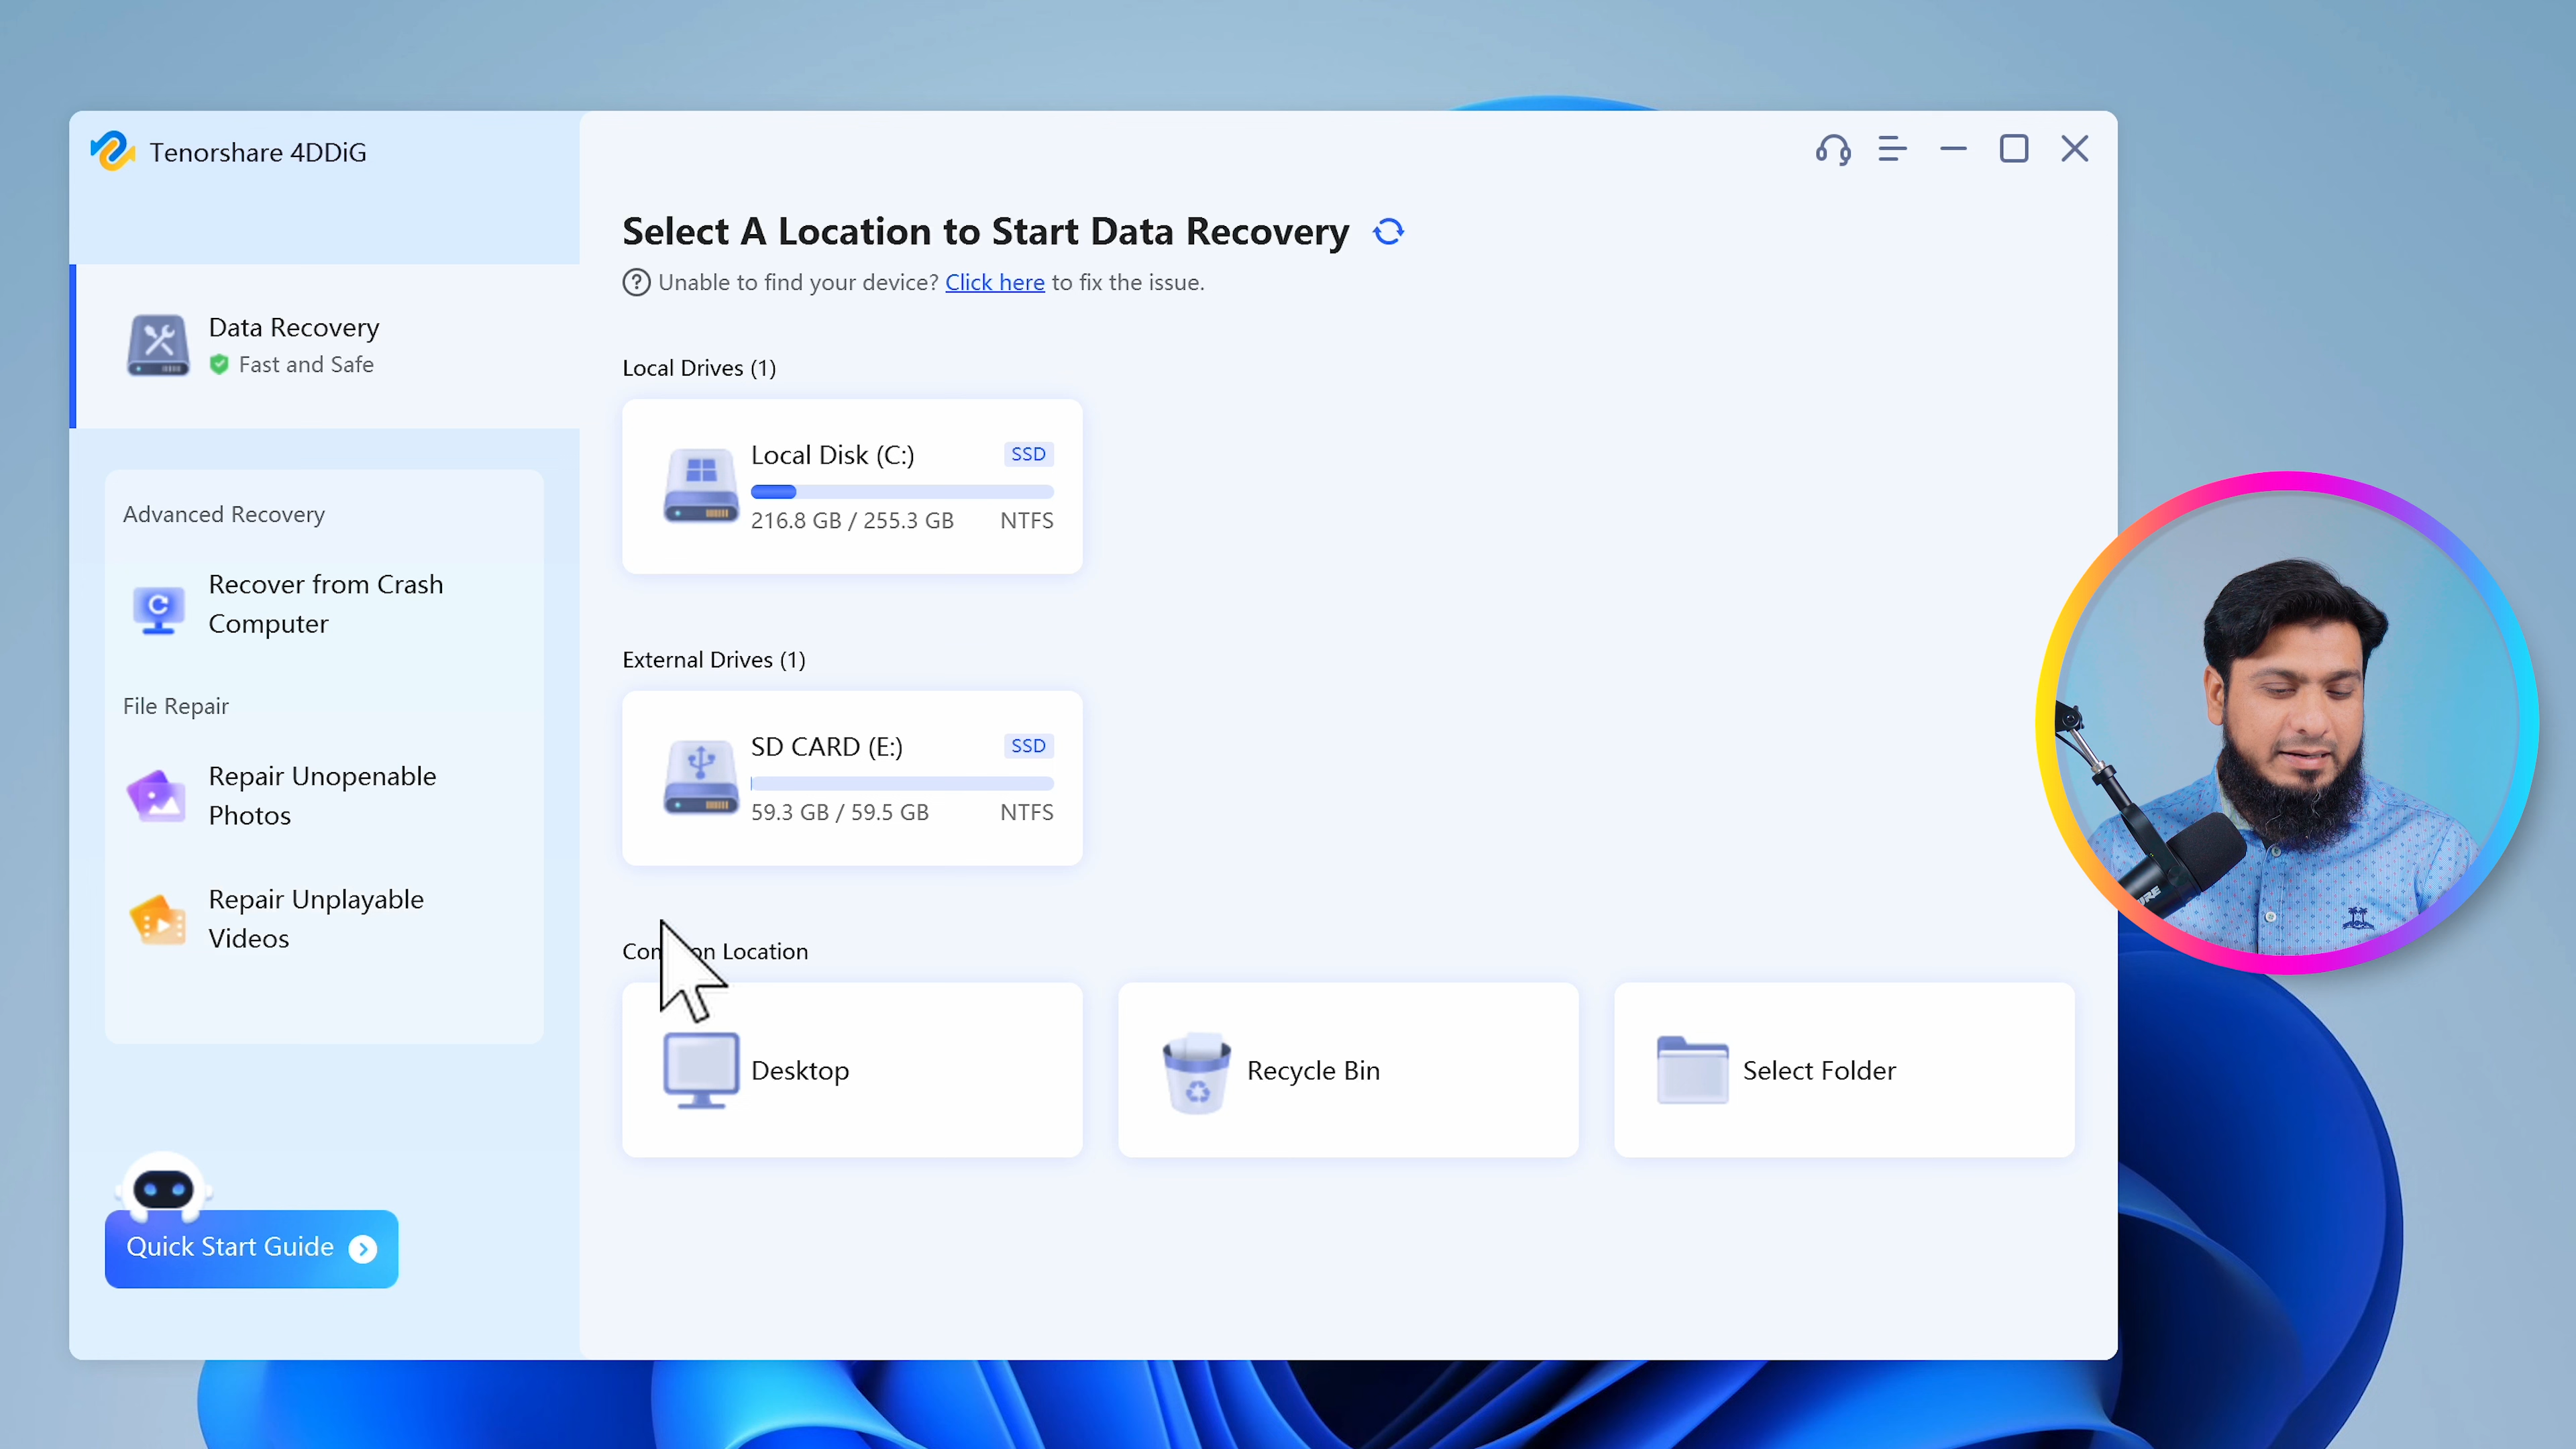 Tenorshare 4DDiG
Data Recovery
Fast and Safe
Advanced Recovery
Recover from Crash
Computer
File Repair
Repair Unopenable
Photos
Repair Unplayable
Videos
Quick Start Guide
Select A Location to Start Data Recovery
? Unable to find your device? Click here to fix the issue.
Local Drives (1)
Local Disk (C:) SSD
216.8 GB / 255.3 GB NTFS
External Drives (1)
SD CARD (E:) SSD
59.3 GB / 59.5 GB NTFS
Location
Desktop
Recycle Bin
Select Folder